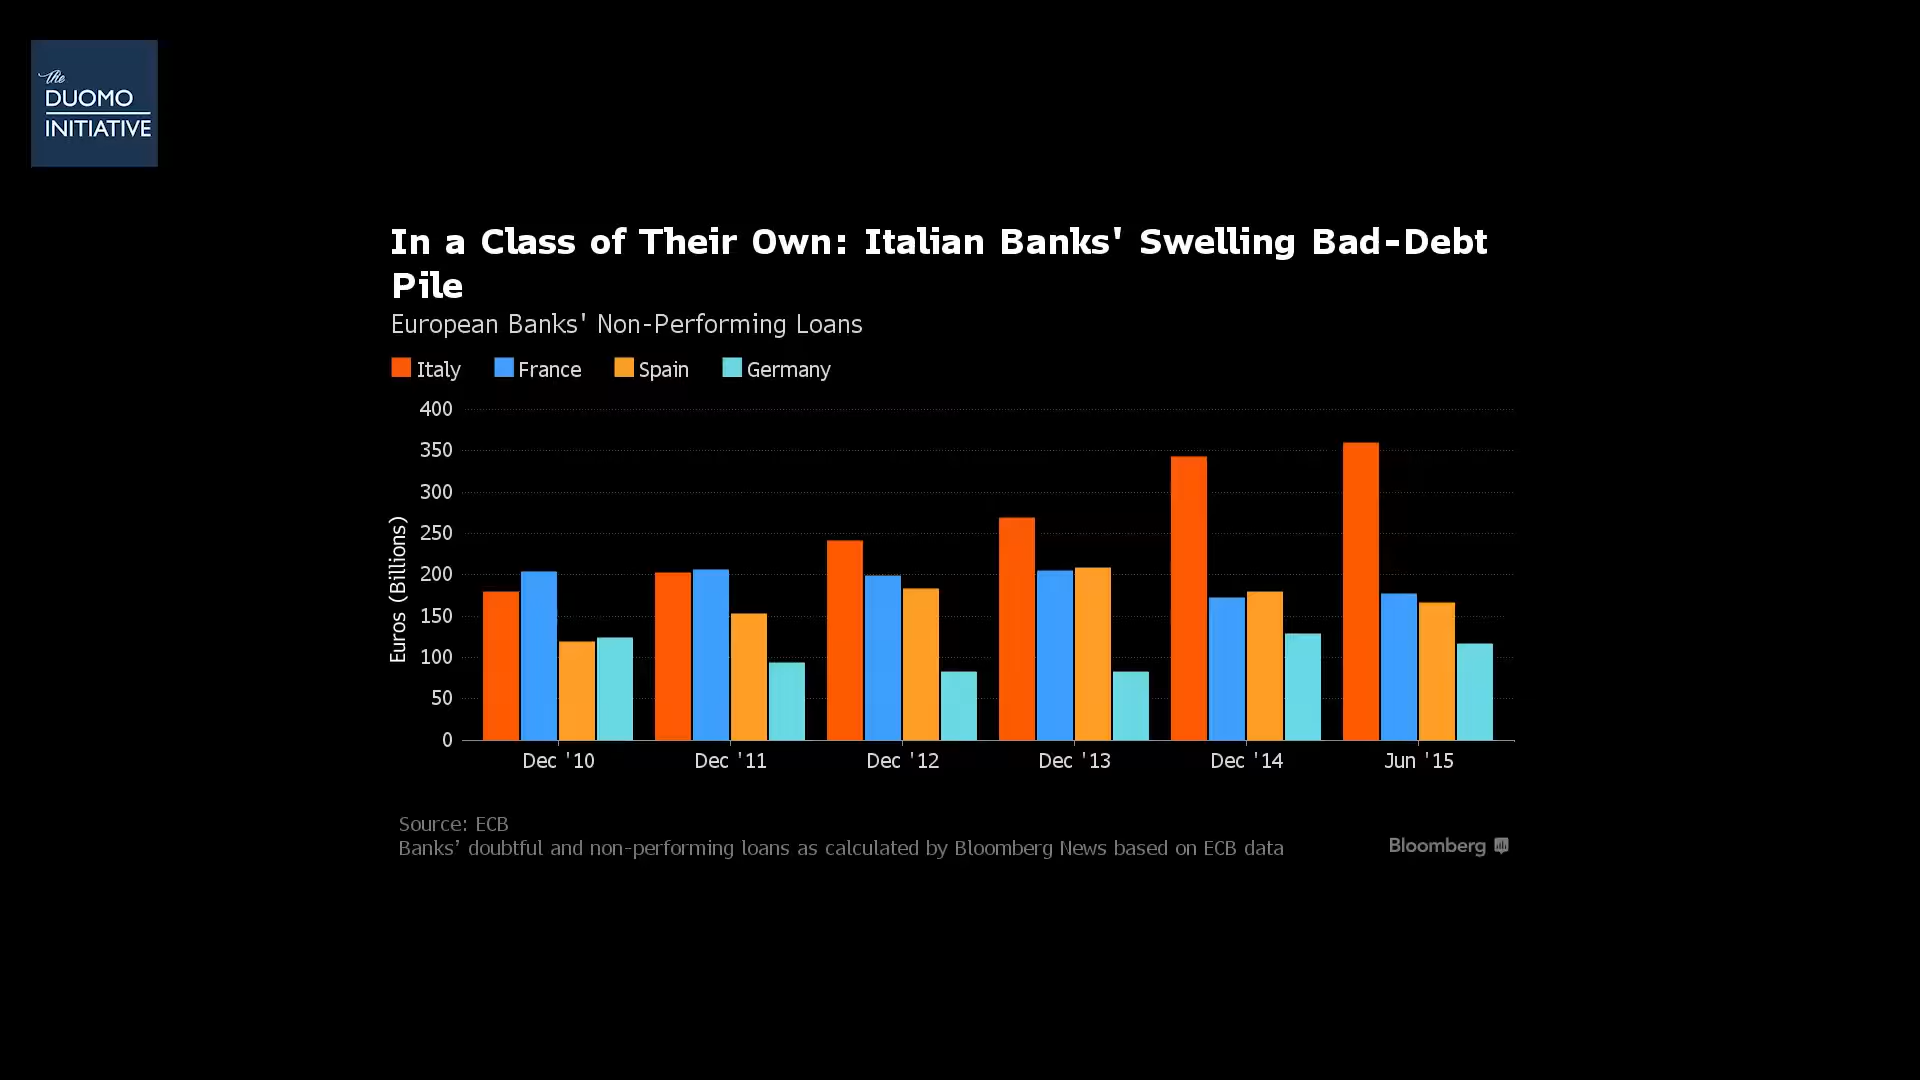 The
DUOMO
INITIATIVE
In a Class of Their Own: Italian Banks' Swelling Bad-Debt
Pile
European Banks' Non-Performing Loans
Italy France Spain Germany
400
350
300
250
200
150
100
50
0
Euros (Billions)
Dec '10 Dec '11 Dec '12 Dec '13 Dec '14 Jun '15
Source: ECB
Banks’ doubtful and non-performing loans as calculated by Bloomberg News based on ECB data
Bloomberg